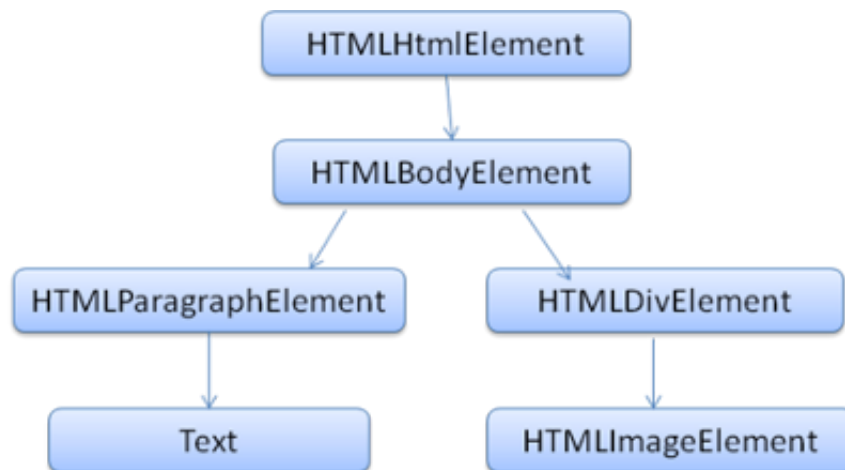 HTMLHtmlElement
HTMLBodyElement
HTMLParagraphElement
HTMLDivElement
Text
HTMLImageElement